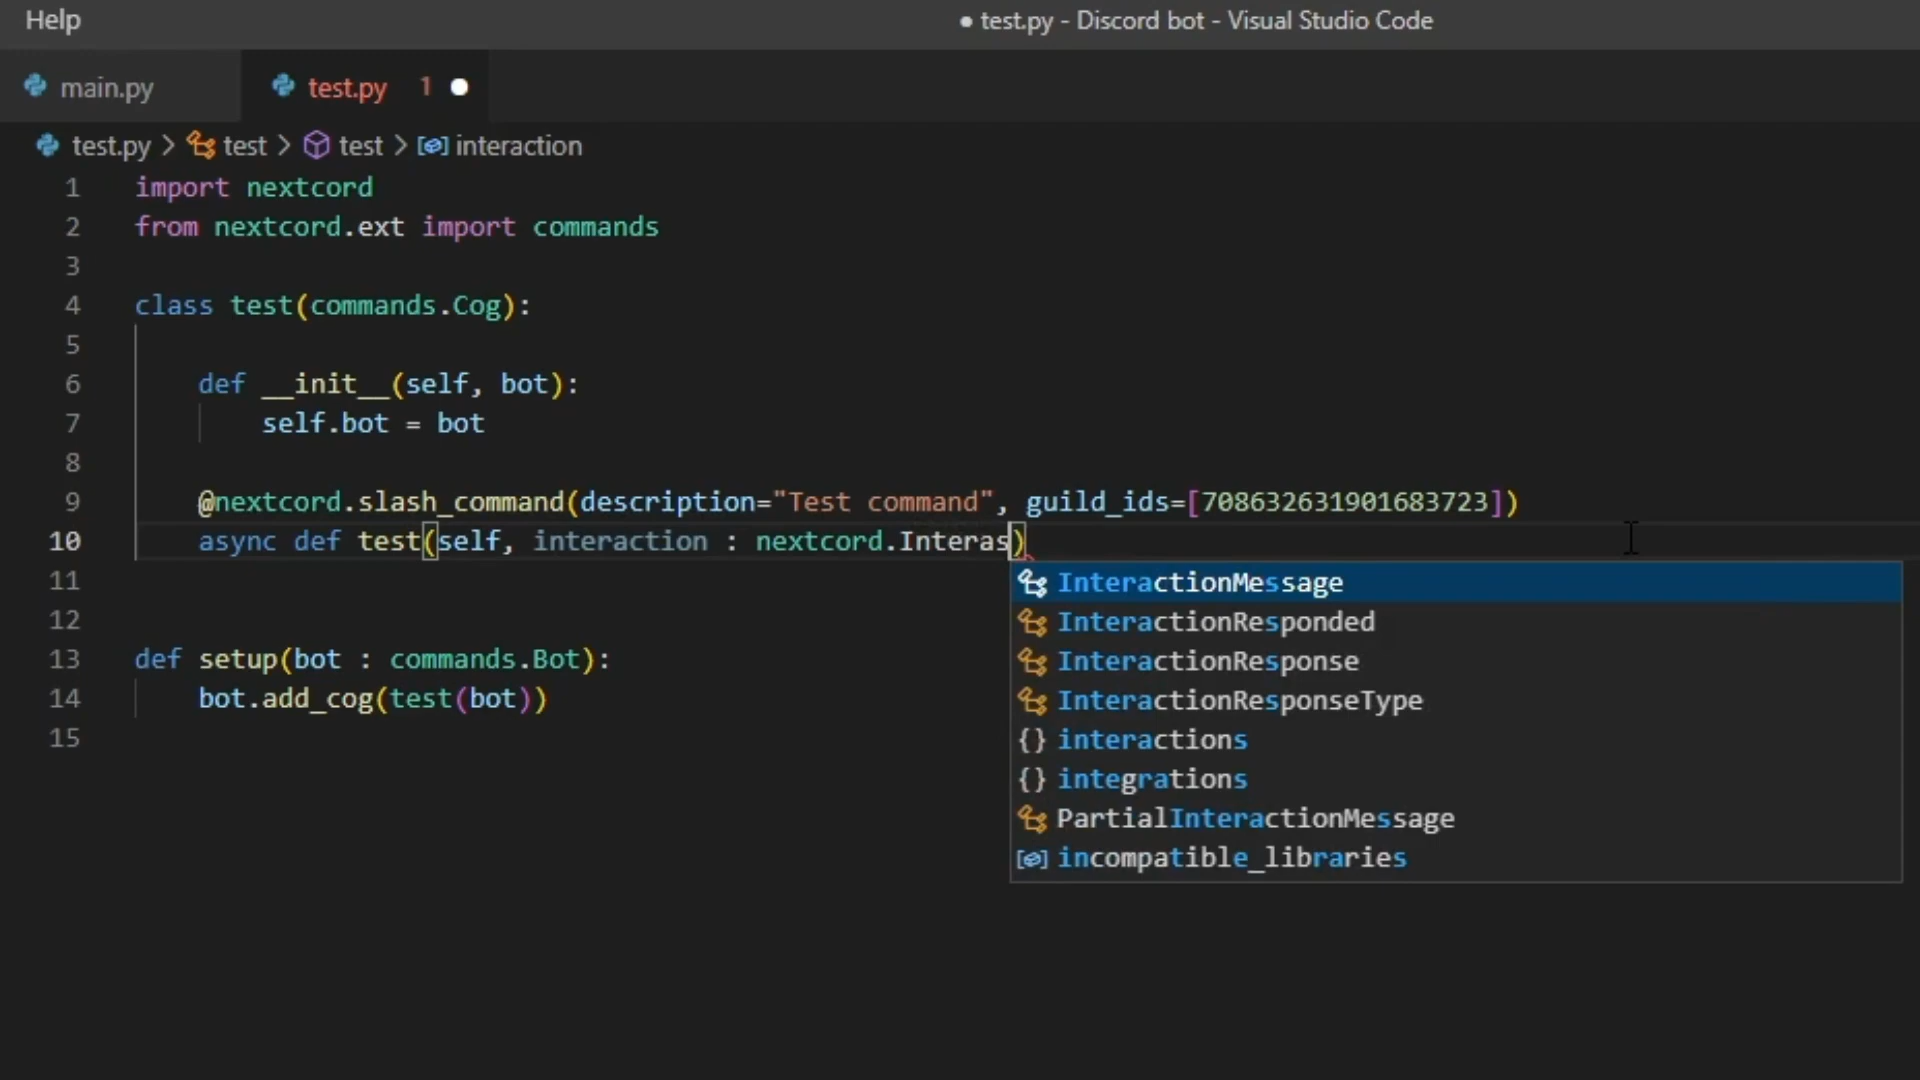 Help
● test.py - Discord bot - Visual Studio Code
main.py
test.py 1
test.py > test > test > interaction
1 import nextcord
2 from nextcord.ext import commands
3
4 class test(commands.Cog):
5
6 def __init__(self, bot):
7 self.bot = bot
8
9 @nextcord.slash_command(description="Test command", guild_ids=[708632631901683723])
10 async def test(self, interaction : nextcord.Interas)
InteractionMessage
11
InteractionResponded
12
InteractionResponse
13 def setup(bot : commands.Bot):
InteractionResponseType
14 bot.add_cog(test(bot))
{} interactions
15
{} integrations
PartialInteractionMessage
incompatible_libraries